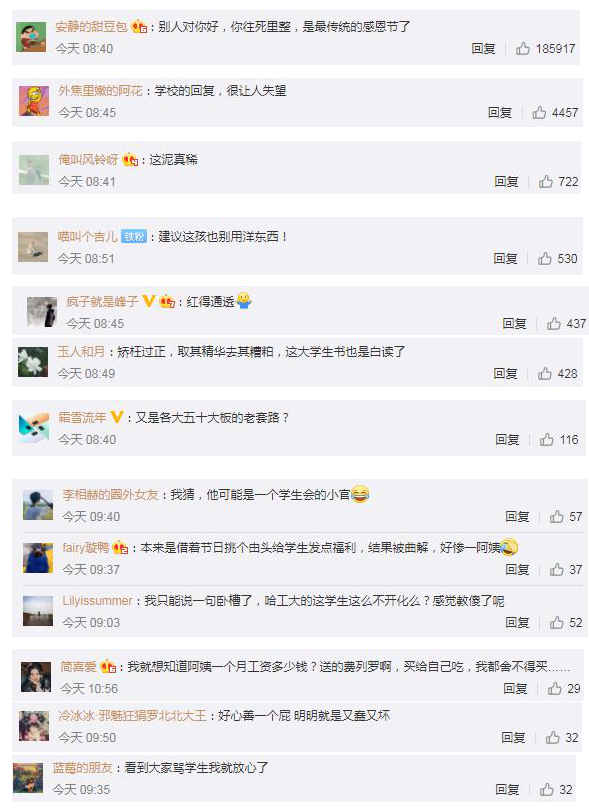 安静的甜豆包：别人对你好，你往死里整，是最传统的感恩节了
今天 08:40 回复 185917
外焦里嫩的阿花：学校的回复，很让人失望
今天 08:45 回复 4457
俺叫风铃呀：这泥真稀
今天 08:41 回复 722
喵叫个吉儿 铁粉：建议这孩也别用洋东西！
今天 08:51 回复 530
疯子就是峰子：红得通透
今天 08:45 回复 437
玉人和月：矫枉过正，取其精华去其糟粕，这大学生书也是白读了
今天 08:49 回复 428
霜雪流年：又是各大五十大板的老套路？
今天 08:40 回复 116
李相赫的圈外女友：我猜，他可能是一个学生会的小官
今天 09:40 回复 57
fairy璇鸭：本来是借着节日挑个由头给学生发点福利，结果被曲解，好惨一阿姨
今天 09:37 回复 37
Lilyissummer：我只能说一句卧槽了，哈工大的这学生这么不开化么？感觉教傻了呢
今天 09:03 回复 52
简喜爱：我就想知道阿姨一个月工资多少钱？送的费列罗啊，买给自己吃，我都舍不得买……
今天 10:56 回复 29
冷冰冰·邪魅狂狷罗北北大王：好心善一个屁 明明就是又蠢又坏
今天 09:50 回复 32
蓝莓的朋友：看到大家骂学生我就放心了
今天 09:35 回复 32